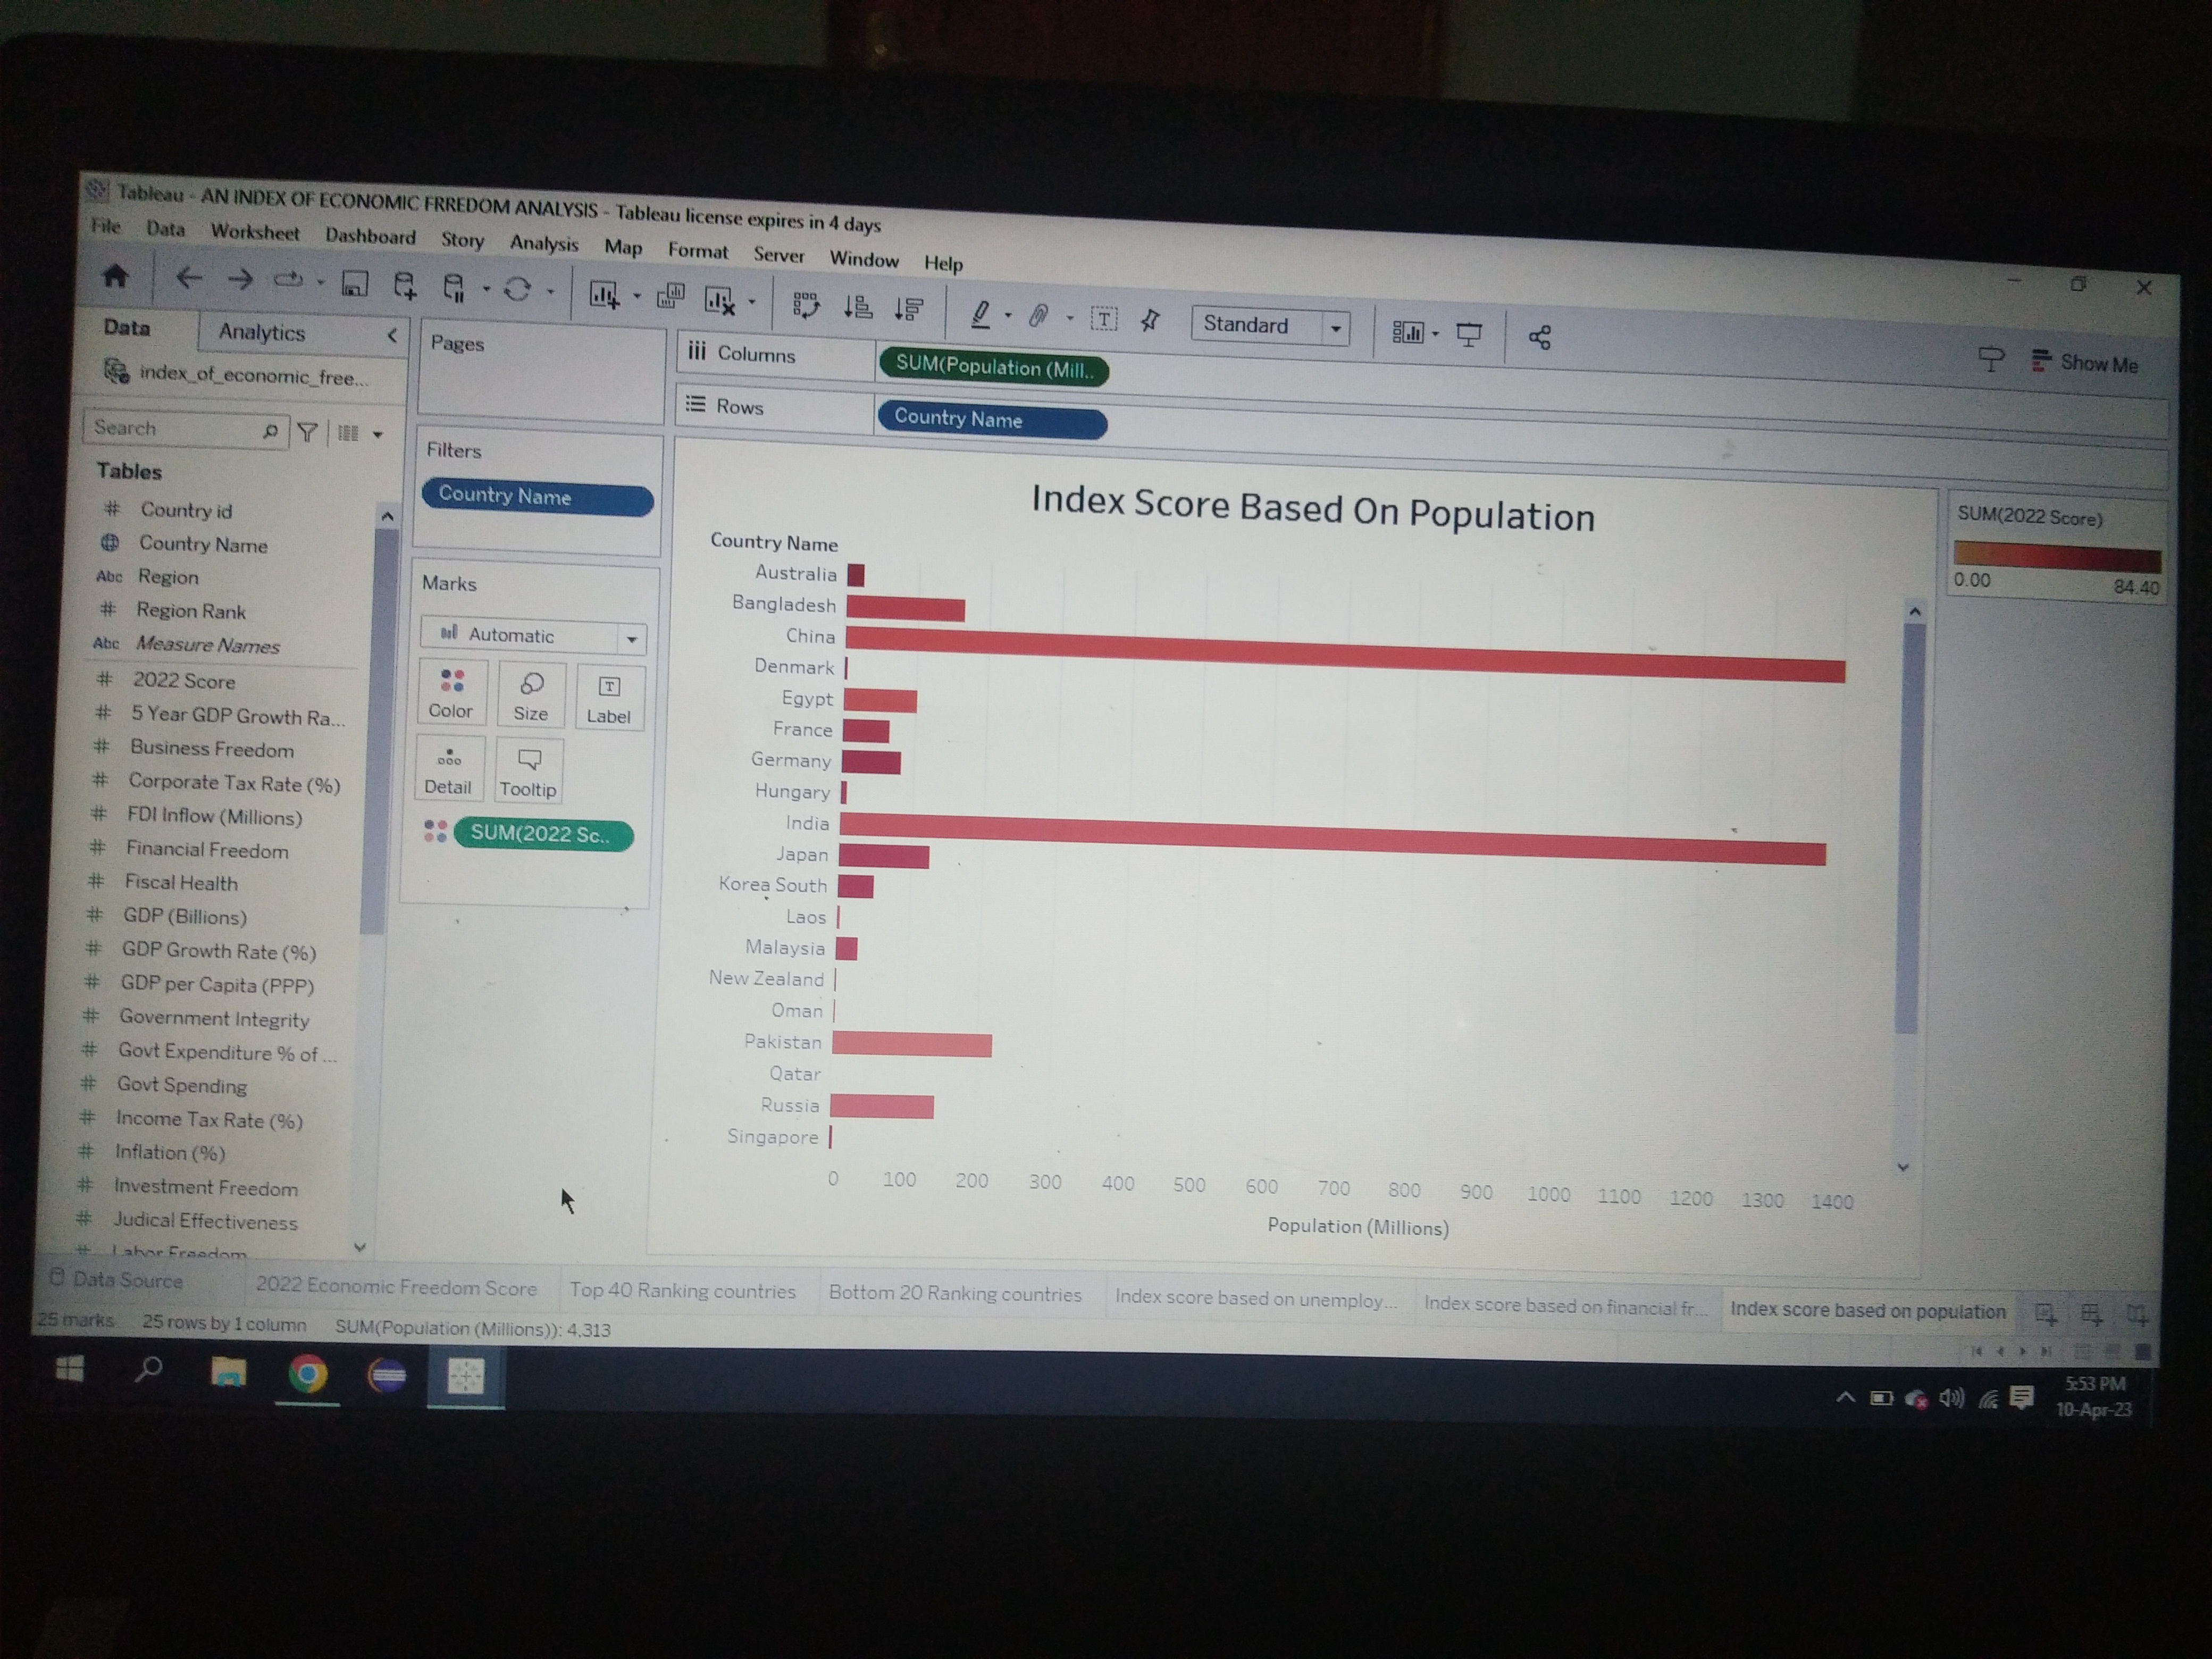 Tableau - AN INDEX OF ECONOMIC FRREDOM ANALYSIS - Tableau license expires in 4 days
File Data Worksheet Dashboard Story Analysis Map Format Server Window Help
Standard
Show Me
Data Analytics
index_of_economic_free...
Search
Tables
# Country id
Country Name
Abc Region
# Region Rank
Abc Measure Names
# 2022 Score
# 5 Year GDP Growth Ra...
# Business Freedom
# Corporate Tax Rate (%)
# FDI Inflow (Millions)
# Financial Freedom
# Fiscal Health
# GDP (Billions)
# GDP Growth Rate (%)
# GDP per Capita (PPP)
# Government Integrity
# Govt Expenditure % of ...
# Govt Spending
# Income Tax Rate (%)
# Inflation (%)
# Investment Freedom
# Judical Effectiveness
# Labor Freedom
Pages
Filters
Country Name
Marks
Automatic
Color Size Label
Detail Tooltip
SUM(2022 Sc..
Columns SUM(Population (Mill..
Rows Country Name
Index Score Based On Population
Country Name
Australia
Bangladesh
China
Denmark
Egypt
France
Germany
Hungary
India
Japan
Korea South
Laos
Malaysia
New Zealand
Oman
Pakistan
Qatar
Russia
Singapore
0 100 200 300 400 500 600 700 800 900 1000 1100 1200 1300 1400
Population (Millions)
SUM(2022 Score)
0.00 84.40
Data Source 2022 Economic Freedom Score Top 40 Ranking countries Bottom 20 Ranking countries Index score based on unemploy... Index score based on financial fr... Index score based on population
25 marks 25 rows by 1 column SUM(Population (Millions)): 4,313
5:53 PM
10-Apr-23